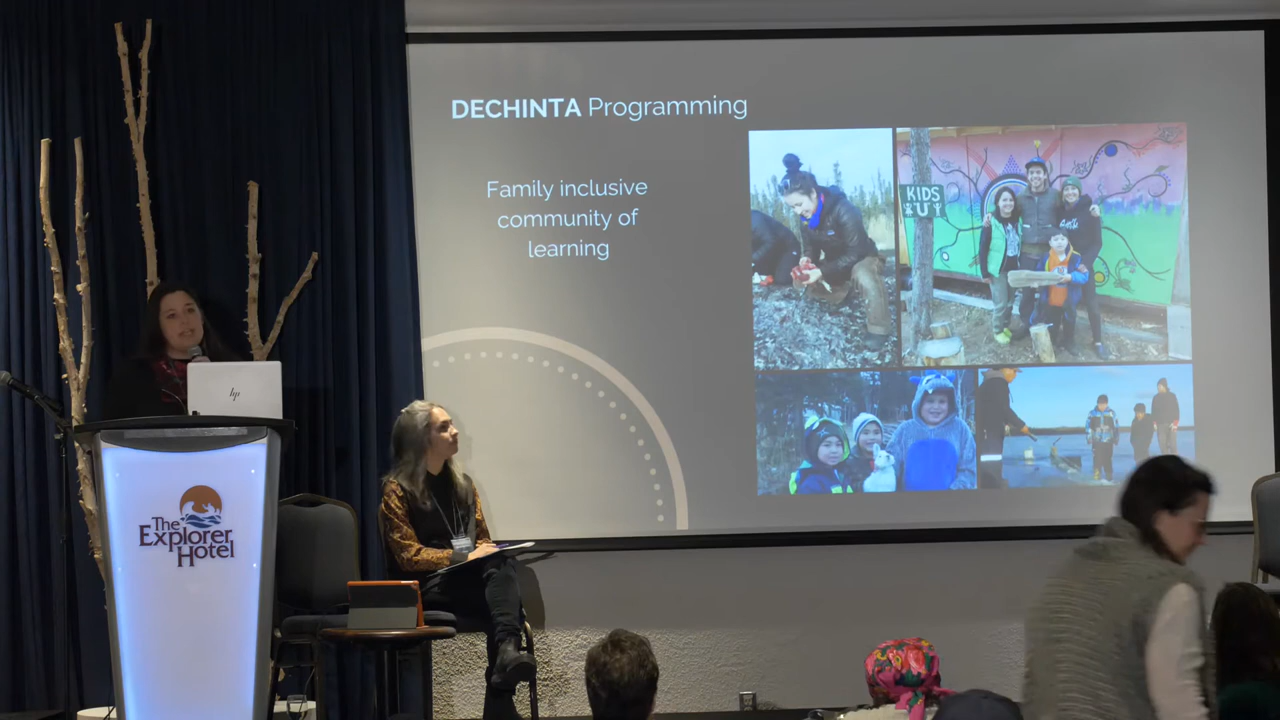 DECHINTA Programming
Family inclusive
community of
learning
KIDS
hp
The
Explorer
Hotel